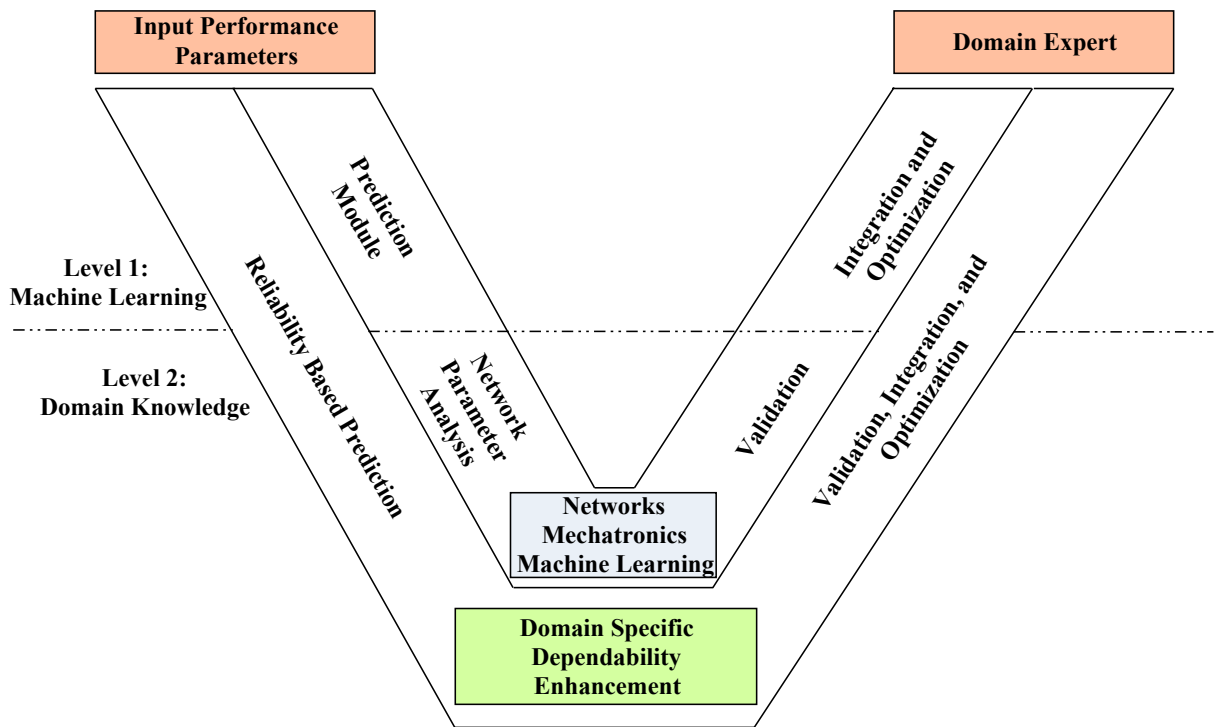 Input Performance
Parameters
Domain Expert
Prediction
Module
Integration and
Optimization
Level 1:
Machine Learning
Reliability Based Prediction
Validation, Integration, and
Optimization
Level 2:
Domain Knowledge
Network
Parameter
Analysis
Validation
Networks
Mechatronics
Machine Learning
Domain Specific
Dependability
Enhancement